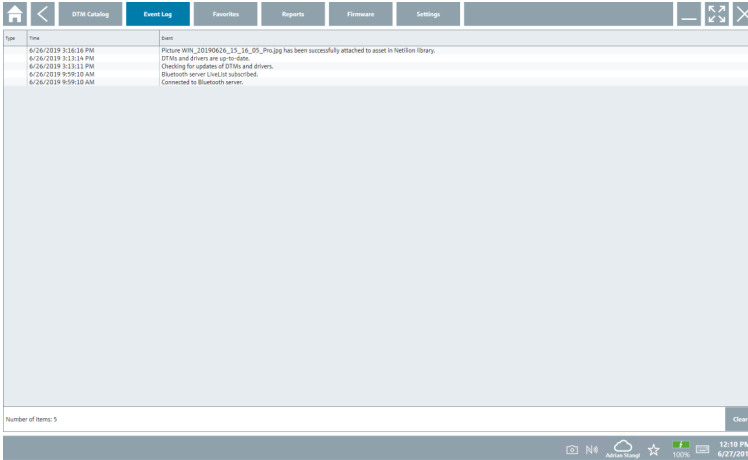 DTM Catalog Event Log Favorites Reports Firmware Settings
Type Time Event
6/26/2019 3:16:16 PM Picture WIN_20190626_15_16_05_Pro.jpg has been successfully attached to asset in Netilion library.
6/26/2019 3:13:14 PM DTMs and drivers are up-to-date.
6/26/2019 3:13:11 PM Checking for updates of DTMs and drivers.
6/26/2019 9:59:10 AM Bluetooth server LiveList subscribed.
6/26/2019 9:59:10 AM Connected to Bluetooth server.
Number of items: 5 Clear
Adrian Stangl 100% 12:10 PM
6/27/201